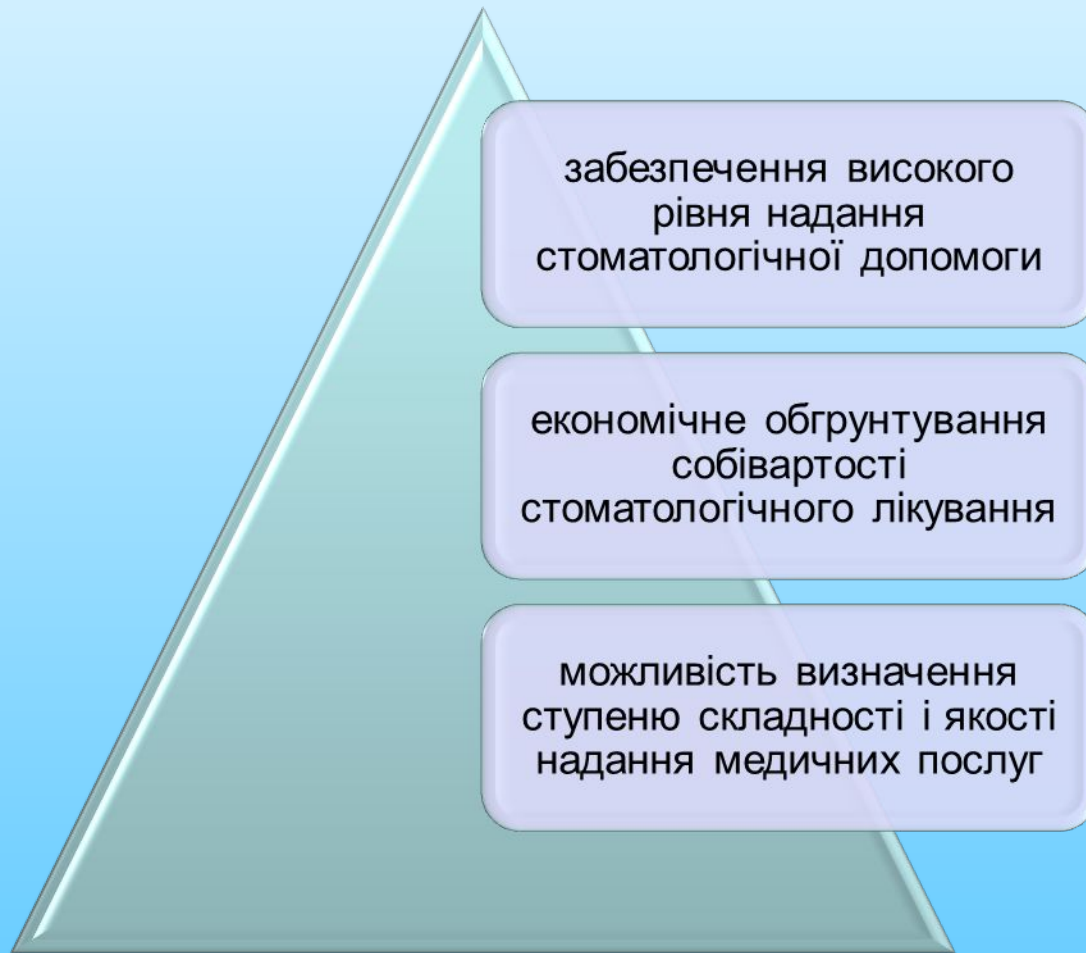 забезпечення високого
рівня надання
стоматологічної допомоги
економічне обгрунтування
собівартості
стоматологічного лікування
можливість визначення
ступеню складності і якості
надання медичних послуг